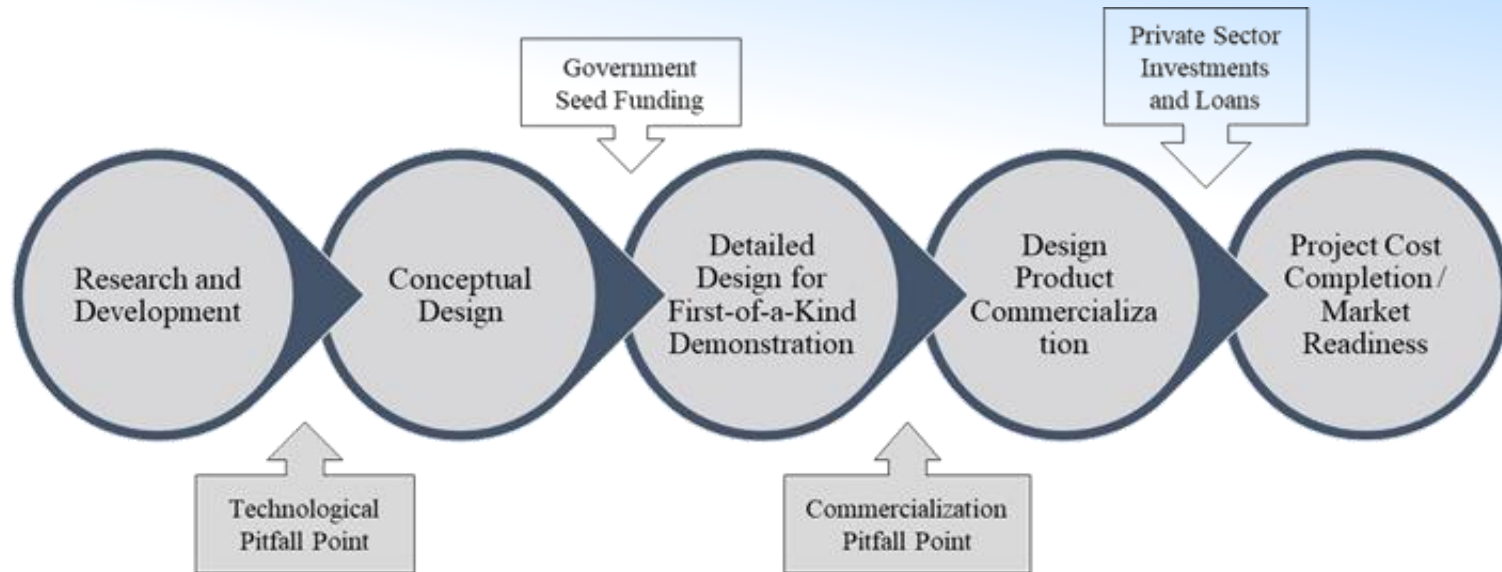 Government
Seed Funding
Private Sector
Investments
and Loans
Research and
Development
Conceptual
Design
Detailed
Design for
First-of-a-Kind
Demonstration
Design
Product
Commercializa
tion
Project Cost
Completion /
Market
Readiness
Technological
Pitfall Point
Commercialization
Pitfall Point